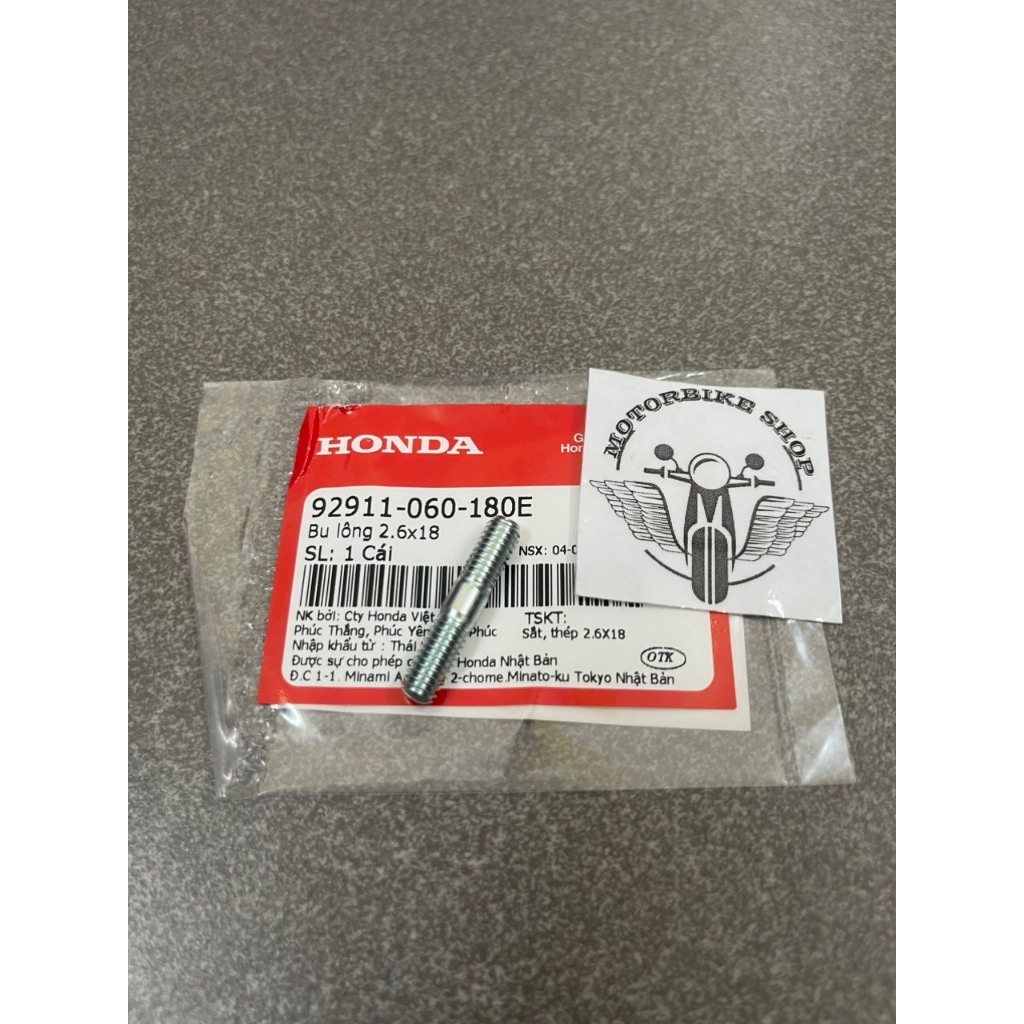 MOTORBIKE SHOP
HONDA
92911-060-180E
Bu lông 2.6x18
SL: 1 Cái
NSX: 04-
NK bởi: Cty Honda Việt
TSKT:
Phúc Thắng, Phúc Yên Phúc
Sắt, thép 2.6X18
Nhập khẩu từ : Thái
Được sự cho phép Honda Nhật Bản
OTK
Đ.C 1-1. Minami 2-chome.Minato-ku Tokyo Nhật Bản